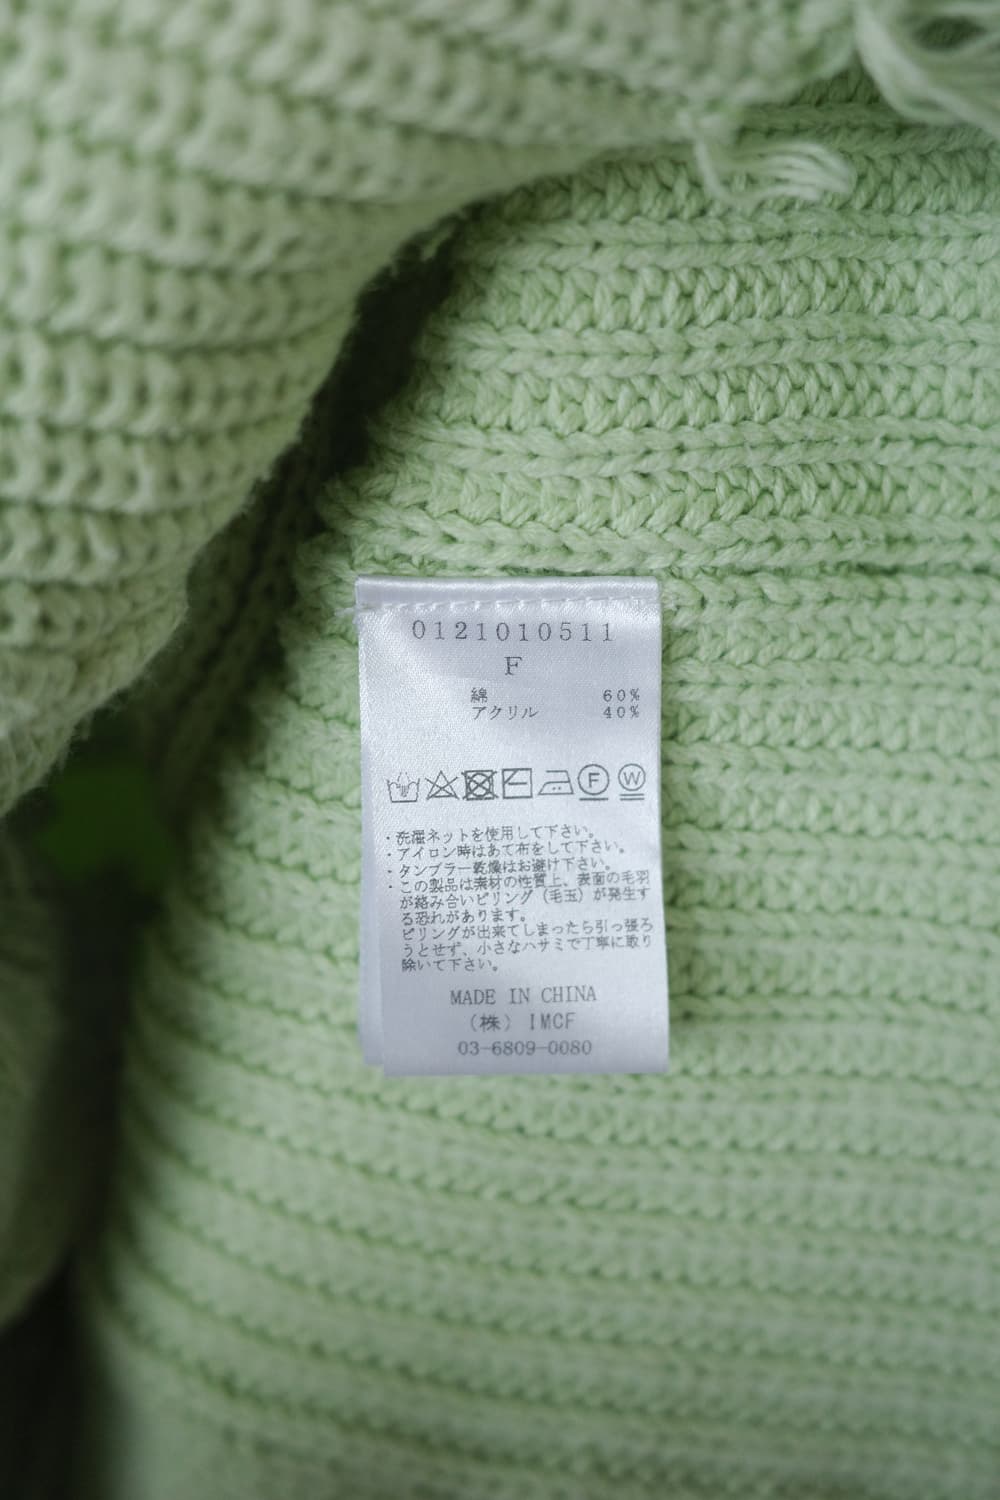 0121010511
F
綿 60%
アクリル 40%
F W
・洗濯ネットを使用して下さい。
・アイロン時はあて布をして下さい。
・タンブラー乾燥はお避け下さい。
・この製品は素材の性質上、表面の毛羽
が絡み合いピリング（毛玉）が発生す
る恐れがあります。
ピリングが出来てしまったら引っ張ろ
うとせず、小さなハサミで丁寧に取り
除いて下さい。
MADE IN CHINA
（株）IMCF
03-6809-0080